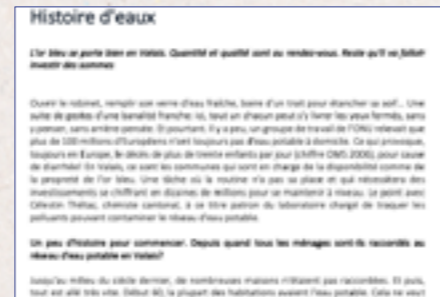 Histoire d'eaux
L'or bleu se porte bien en Valais. Quantité et qualité sont au rendez-vous. Reste qu'il va falloir
investir des sommes
Ouvrir le robinet, remplir son verre d'eau fraîche, boire d'un trait pour étancher sa soif... Une
suite de gestes d'une banalité franche. Ici, tout un chacun peut s'y livrer les yeux fermés, sans
y penser, sans arrière-pensée. Et pourtant. Il y a peu, un groupe de travail de l'ONU relevait que
plus de 100 millions d'Européens n'ont toujours pas d'eau potable à domicile. Ce qui provoque,
toujours en Europe, le décès de plus de trente enfants par jour (chiffre OMS 2006), pour cause
de diarrhée! En Valais, ce sont les communes qui sont en charge de la disponibilité comme de
la propreté de l'or bleu. Une tâche où la routine n'a pas sa place et qui nécessitera des
investissements se chiffrant en dizaines de millions pour se maintenir à niveau. Le point avec
Célestin Thétaz, chimiste cantonal, à ce titre patron du laboratoire chargé de traquer les
polluants pouvant contaminer le réseau d'eau potable.
Un peu d'histoire pour commencer. Depuis quand tous les ménages sont-ils raccordés au
réseau d'eau potable en Valais?
Jusqu'au milieu du siècle dernier, de nombreuses maisons n'étaient pas raccordées. Et puis,
tout est allé très vite. Début 60, la plupart des habitations avaient l'eau potable. Cela ne veut